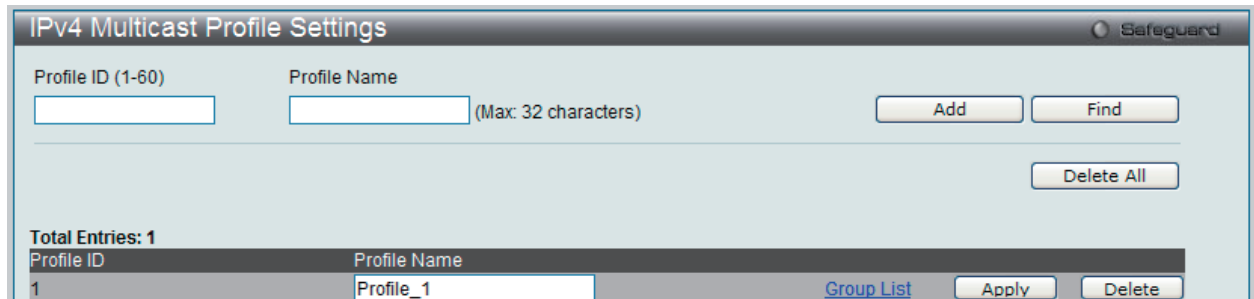 IPv4 Multicast Profile Settings
Safeguard
Profile ID (1-60) Profile Name
(Max: 32 characters) Add Find
Delete All
Total Entries: 1
Profile ID Profile Name
1 Profile_1 Group List Apply Delete